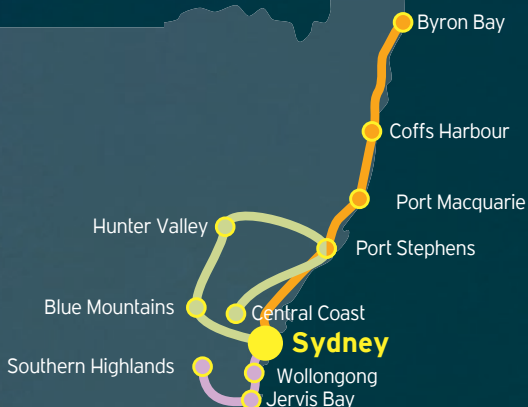 Byron Bay
Coffs Harbour
Port Macquarie
Hunter Valley
Port Stephens
Blue Mountains
Central Coast
Sydney
Southern Highlands
Wollongong
Jervis Bay